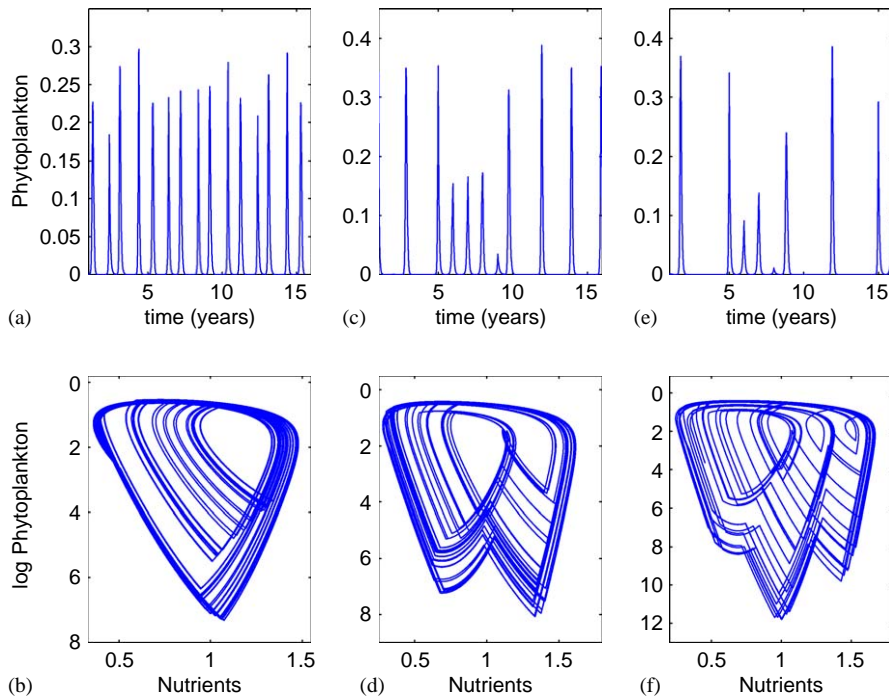 0.3
0.25
0.2
0.15
0.1
0.05
0
Phytoplankton
5 10 15
(a) time (years)
0.4
0.3
0.2
0.1
0
5 10 15
(c) time (years)
0.4
0.3
0.2
0.1
0
5 10 15
(e) time (years)
0
2
4
6
8
log Phytoplankton
0.5 1 1.5
(b) Nutrients
0
2
4
6
8
0.5 1 1.5
(d) Nutrients
0
2
4
6
8
10
12
0.5 1 1.5
(f) Nutrients